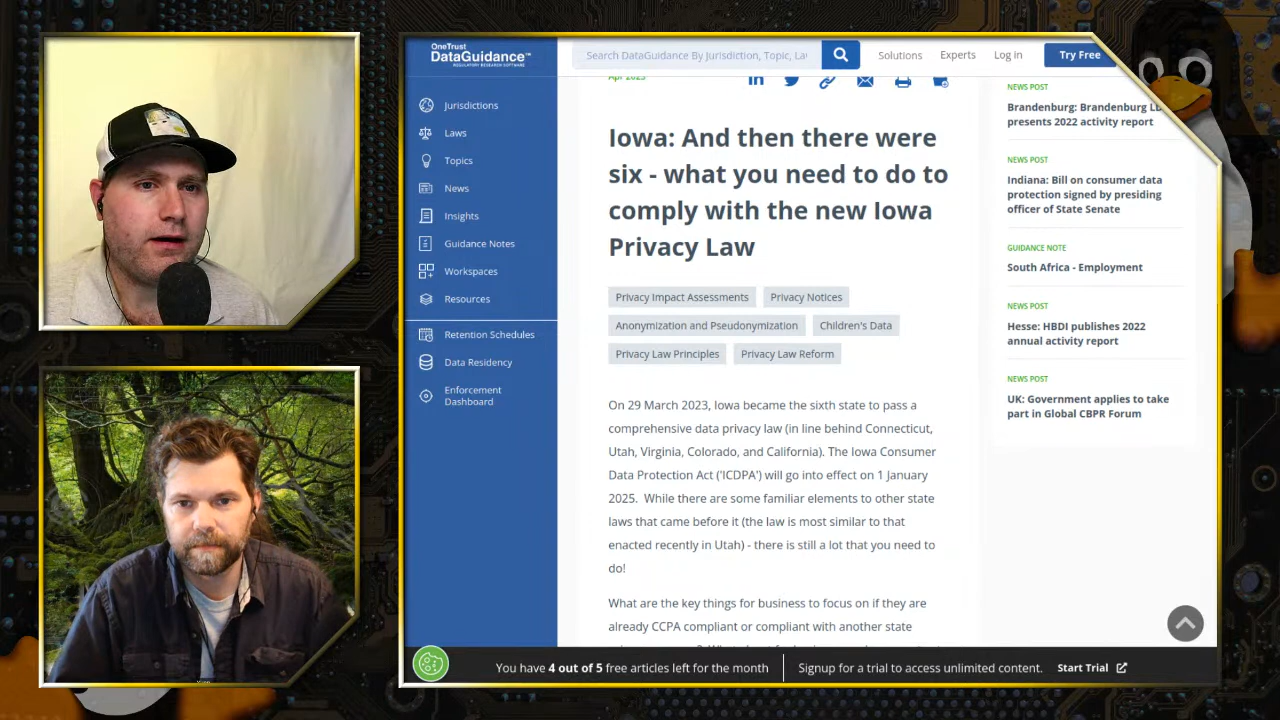 OneTrust
DataGuidance™
REGULATORY RESEARCH SOFTWARE
Search DataGuidance By Jurisdiction, Topic, La
Solutions
Experts
Log in
Try Free
Jurisdictions
Laws
Topics
News
Insights
Guidance Notes
Workspaces
Resources
Retention Schedules
Data Residency
Enforcement
Dashboard
Apr 2023
Iowa: And then there were
six - what you need to do to
comply with the new Iowa
Privacy Law
Privacy Impact Assessments
Privacy Notices
Anonymization and Pseudonymization
Children's Data
Privacy Law Principles
Privacy Law Reform
On 29 March 2023, Iowa became the sixth state to pass a
comprehensive data privacy law (in line behind Connecticut,
Utah, Virginia, Colorado, and California). The Iowa Consumer
Data Protection Act ('ICDPA') will go into effect on 1 January
2025. While there are some familiar elements to other state
laws that came before it (the law is most similar to that
enacted recently in Utah) - there is still a lot that you need to
do!
What are the key things for business to focus on if they are
already CCPA compliant or compliant with another state
NEWS POST
Brandenburg: Brandenburg
presents 2022 activity report
NEWS POST
Indiana: Bill on consumer data
protection signed by presiding
officer of State Senate
GUIDANCE NOTE
South Africa - Employment
NEWS POST
Hesse: HBDI publishes 2022
annual activity report
NEWS POST
UK: Government applies to take
part in Global CBPR Forum
You have 4 out of 5 free articles left for the month
Signup for a trial to access unlimited content.
Start Trial